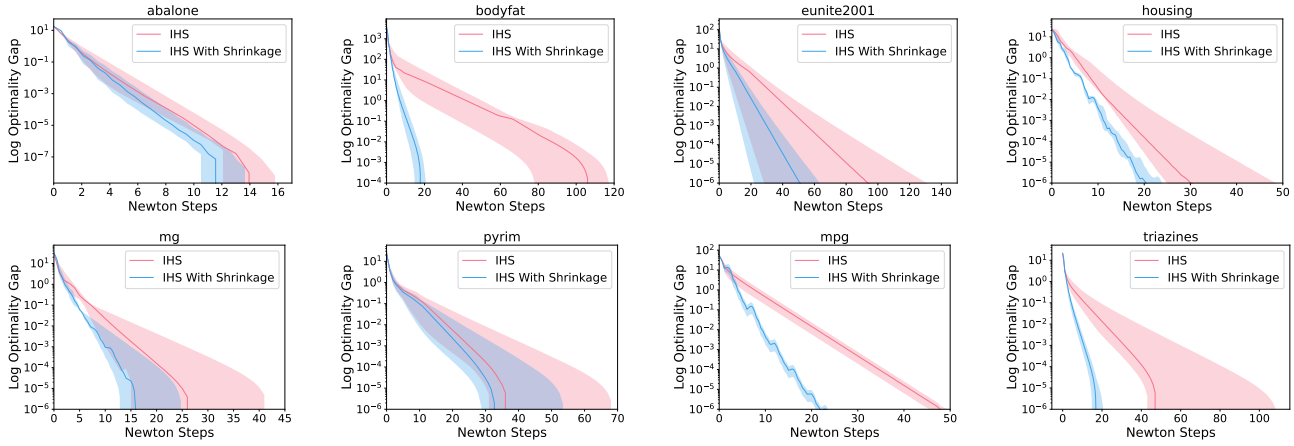 abalone
Log Optimality Gap
10^1
10^-1
10^-3
10^-5
10^-7
IHS
IHS With Shrinkage
0 2 4 6 8 10 12 14 16
Newton Steps
bodyfat
Log Optimality Gap
10^3
10^2
10^1
10^0
10^-1
10^-2
10^-3
10^-4
IHS
IHS With Shrinkage
0 20 40 60 80 100 120
Newton Steps
eunite2001
Log Optimality Gap
10^2
10^1
10^0
10^-1
10^-2
10^-3
10^-4
10^-5
10^-6
IHS
IHS With Shrinkage
0 20 40 60 80 100 120 140
Newton Steps
housing
Log Optimality Gap
10^1
10^0
10^-1
10^-2
10^-3
10^-4
10^-5
10^-6
IHS
IHS With Shrinkage
0 10 20 30 40 50
Newton Steps
mg
Log Optimality Gap
10^1
10^0
10^-1
10^-2
10^-3
10^-4
10^-5
10^-6
IHS
IHS With Shrinkage
0 5 10 15 20 25 30 35 40 45
Newton Steps
pyrim
Log Optimality Gap
10^1
10^0
10^-1
10^-2
10^-3
10^-4
10^-5
10^-6
IHS
IHS With Shrinkage
0 10 20 30 40 50 60 70
Newton Steps
mpg
Log Optimality Gap
10^2
10^1
10^0
10^-1
10^-2
10^-3
10^-4
10^-5
10^-6
IHS
IHS With Shrinkage
0 10 20 30 40 50
Newton Steps
triazines
Log Optimality Gap
10^1
10^0
10^-1
10^-2
10^-3
10^-4
10^-5
10^-6
IHS
IHS With Shrinkage
0 20 40 60 80 100
Newton Steps